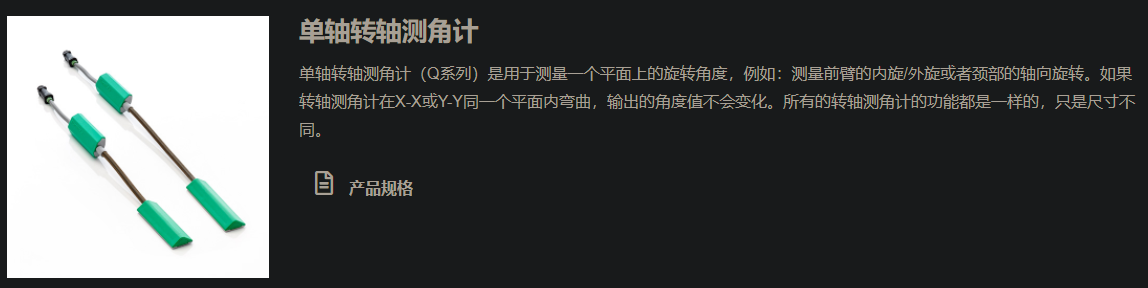 单轴转轴测角计
单轴转轴测角计（Q系列）是用于测量一个平面上的旋转角度，例如：测量前臂的内旋/外旋或者颈部的轴向旋转。如果
转轴测角计在X-X或Y-Y同一个平面内弯曲，输出的角度值不会变化。所有的转轴测角计的功能都是一样的，只是尺寸不
同。
产品规格